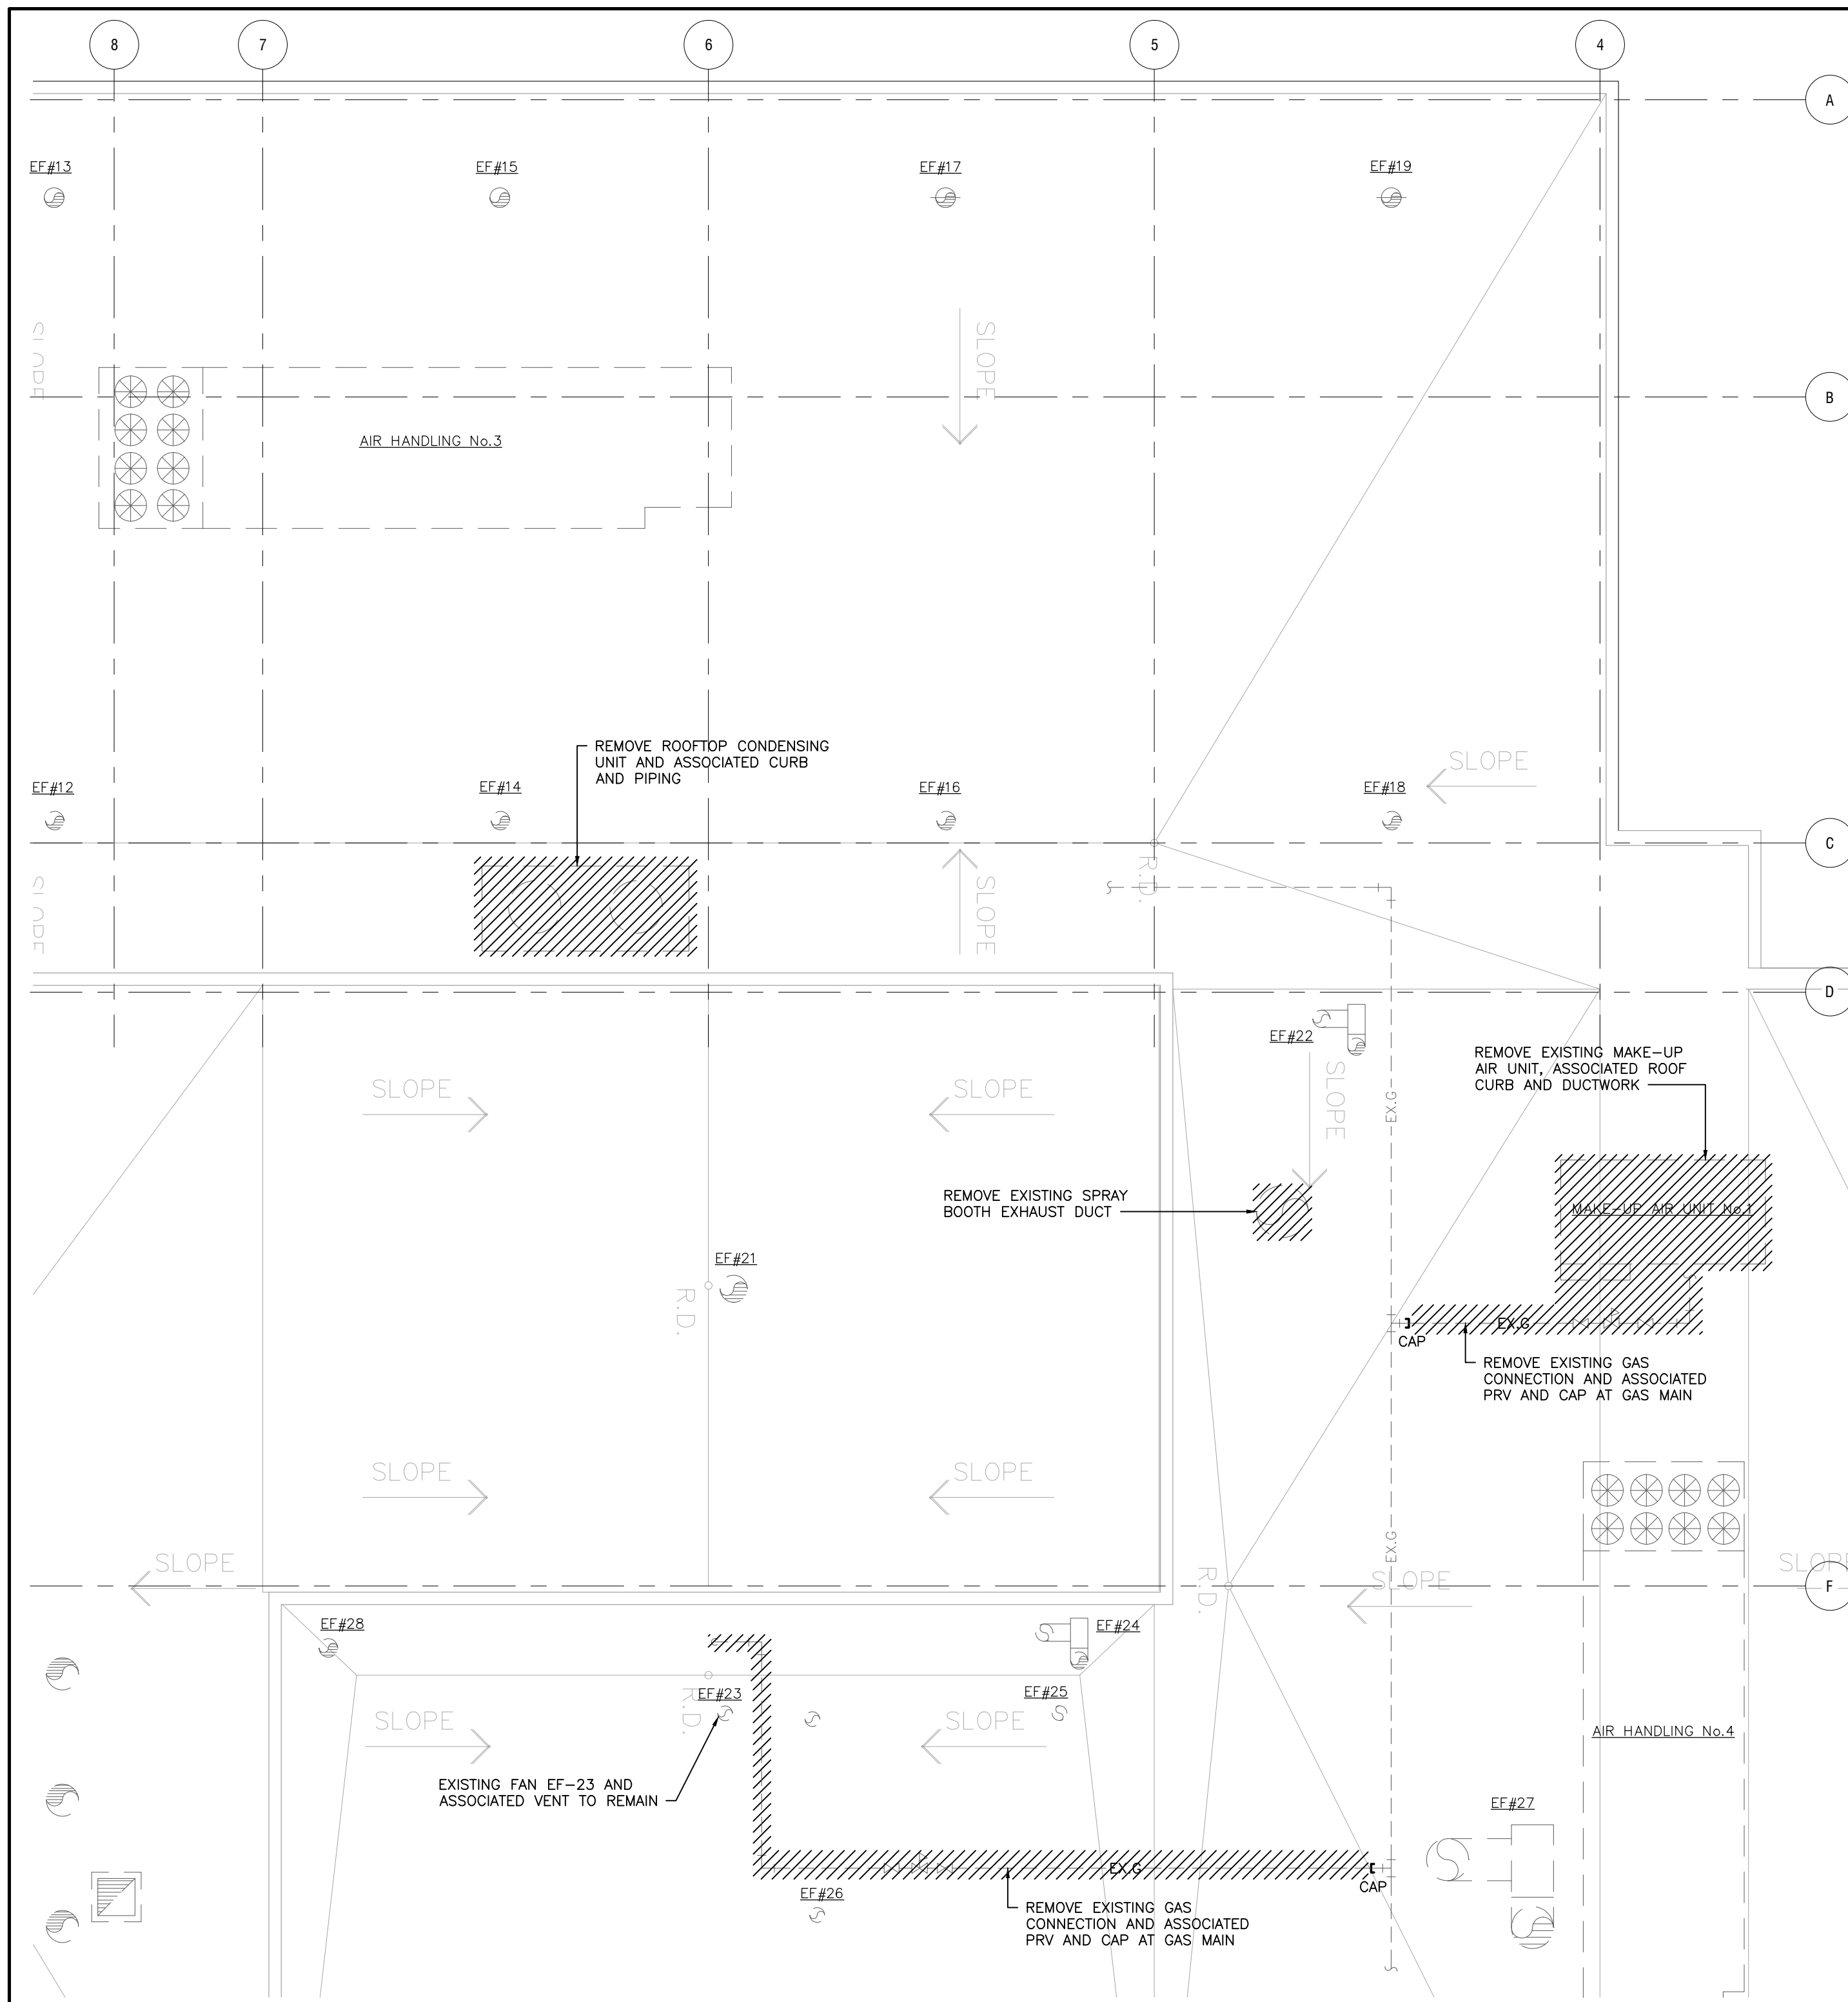 8 7 6 5 4
A
EF#13 EF#15 EF#17 EF#19
SLOPE
SLOPE
B
AIR HANDLING No.3
REMOVE ROOFTOP CONDENSING
UNIT AND ASSOCIATED CURB
AND PIPING
SLOPE
EF#12 EF#14 EF#16 EF#18
C
R.D.
SLOPE
SLOPE
D
EF#22
REMOVE EXISTING MAKE-UP
AIR UNIT, ASSOCIATED ROOF
CURB AND DUCTWORK
SLOPE
SLOPE
SLOPE
EX.G
REMOVE EXISTING SPRAY
BOOTH EXHAUST DUCT
MAKE-UP AIR UNIT No.1
EF#21
R.D.
EX.G
CAP
REMOVE EXISTING GAS
CONNECTION AND ASSOCIATED
PRV AND CAP AT GAS MAIN
SLOPE
SLOPE
EX.G
SLOPE
R.D.
SLOPE
SLOPE
F
EF#28
EF#24
EF#23
R.D.
EF#25
SLOPE
SLOPE
AIR HANDLING No.4
EXISTING FAN EF-23 AND
ASSOCIATED VENT TO REMAIN
EF#27
EX.G
CAP
EF#26
REMOVE EXISTING GAS
CONNECTION AND ASSOCIATED
PRV AND CAP AT GAS MAIN